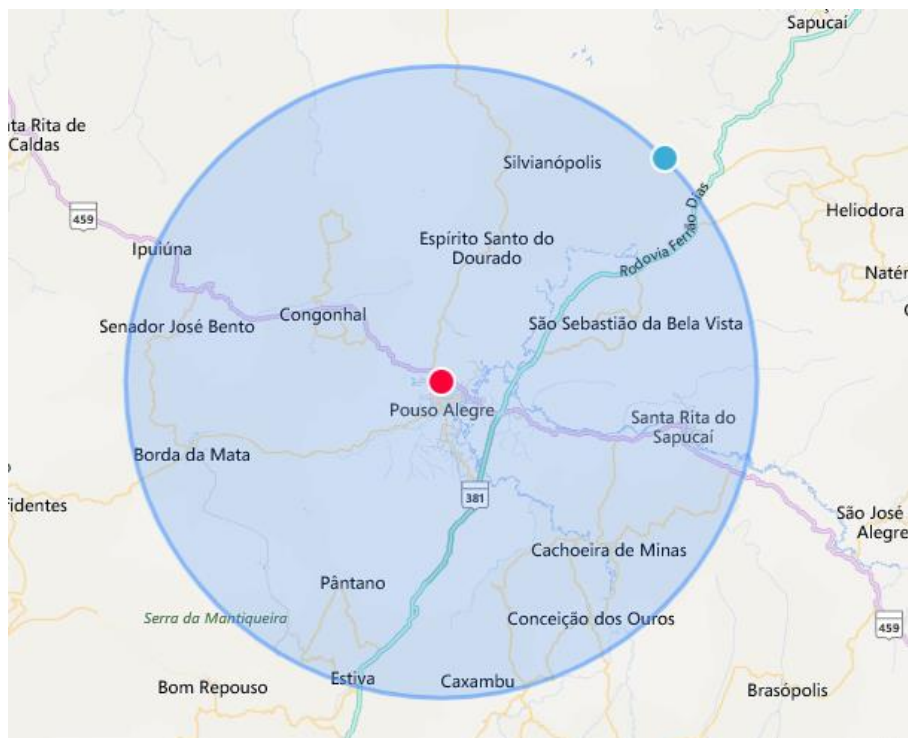 Sapucaí
ta Rita de
Caldas
Silvianópolis
459
Rodovia Fernão Dias
Heliodora
Ipuiúna
Espírito Santo do
Dourado
Natér
Congonhal
Senador José Bento
São Sebastião da Bela Vista
Pouso Alegre
Santa Rita do
Sapucaí
Borda da Mata
381
fidentes
São José
Alegre
Cachoeira de Minas
Pântano
Serra da Mantiqueira
Conceição dos Ouros
459
Estiva
Caxambu
Bom Repouso
Brasópolis